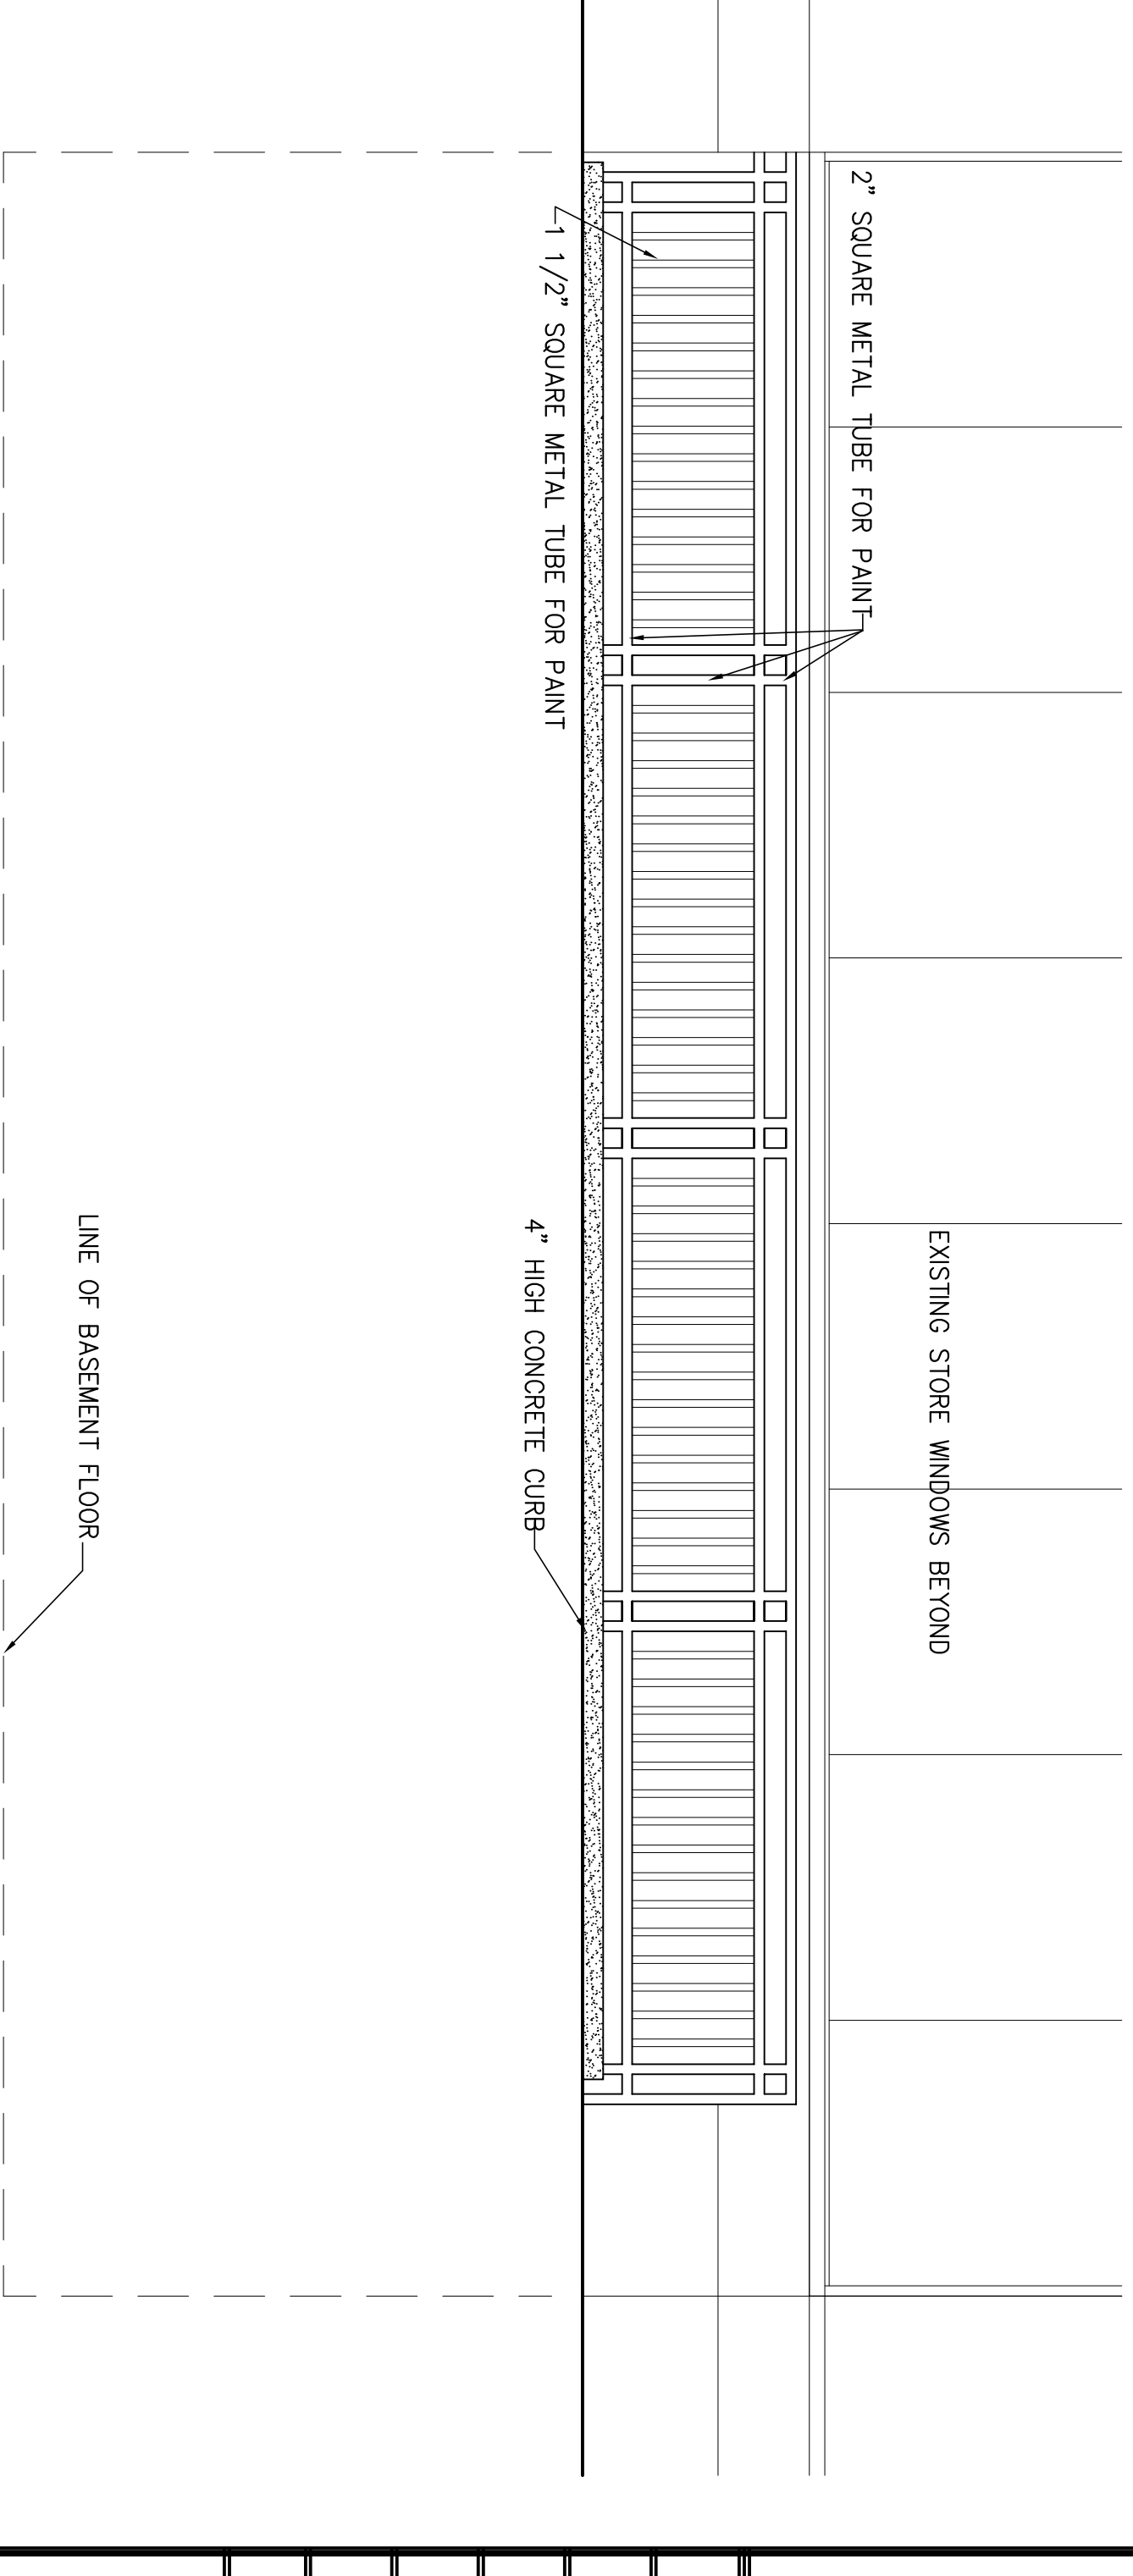 2" SQUARE METAL TUBE FOR PAINT
EXISTING STORE WINDOWS BEYOND
1 1/2" SQUARE METAL TUBE FOR PAINT
4" HIGH CONCRETE CURB
LINE OF BASEMENT FLOOR